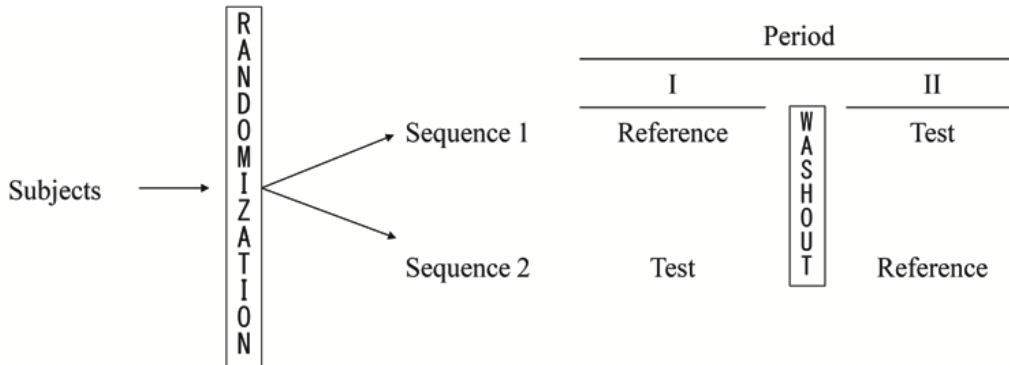 Period
I II
Sequence 1 Reference Test
Subjects
RANDOMIZATION
WASHOUT
Sequence 2 Test Reference